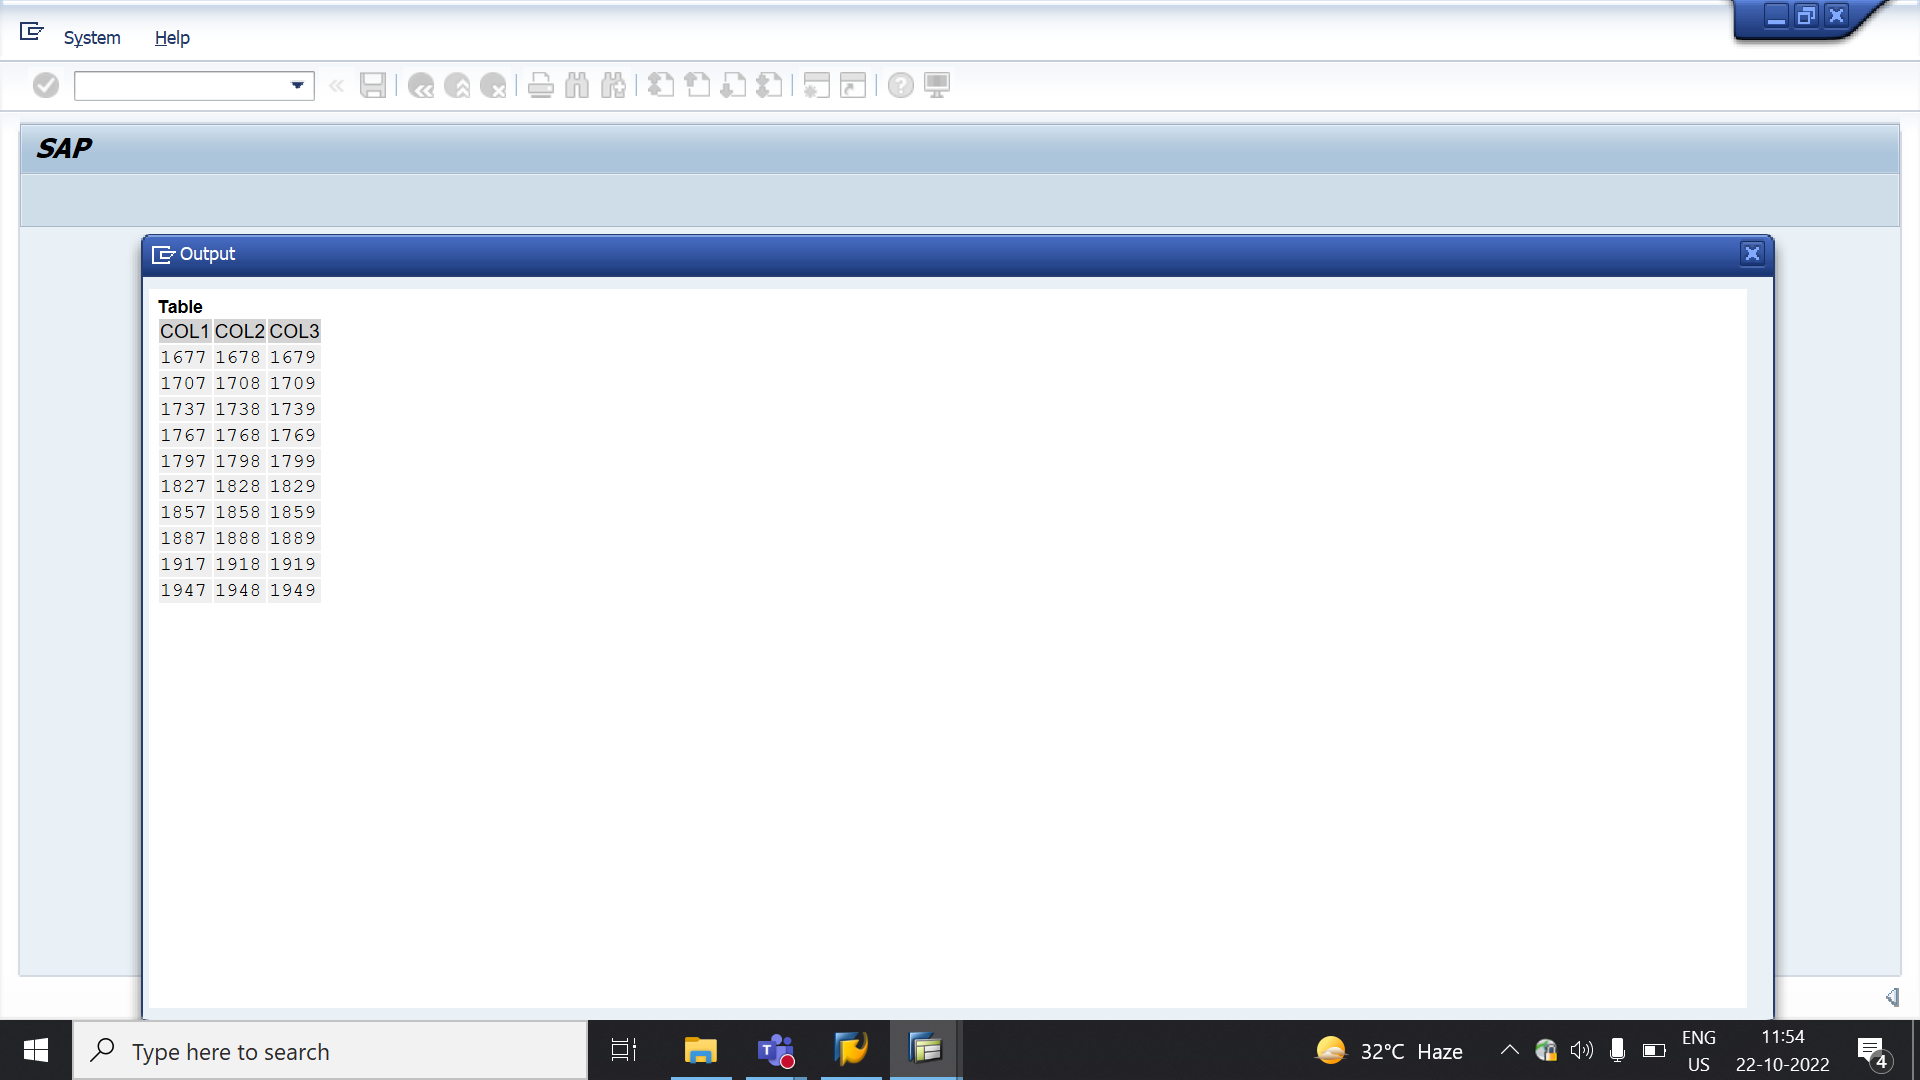 System Help
SAP
Output
Table
COL1 COL2 COL3
1677 1678 1679
1707 1708 1709
1737 1738 1739
1767 1768 1769
1797 1798 1799
1827 1828 1829
1857 1858 1859
1887 1888 1889
1917 1918 1919
1947 1948 1949
Type here to search
32°C Haze
ENG
US
11:54
22-10-2022
4